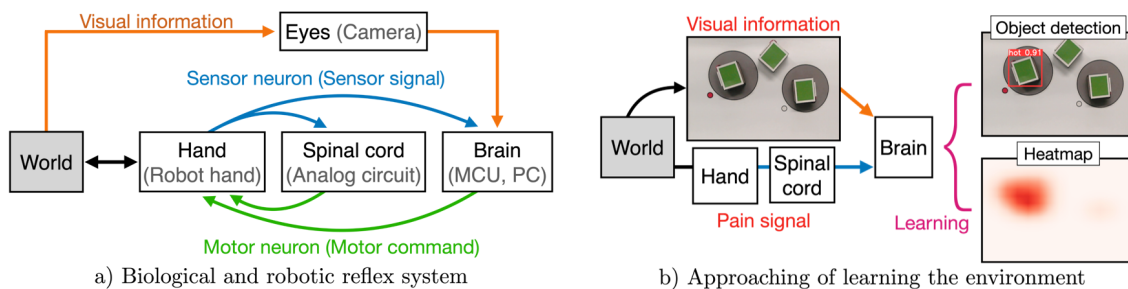 Visual information
Eyes (Camera)
Sensor neuron (Sensor signal)
World
Hand
(Robot hand)
Spinal cord
(Analog circuit)
Brain
(MCU, PC)
Motor neuron (Motor command)
a) Biological and robotic reflex system
Visual information
World
Hand
Spinal
cord
Pain signal
Brain
Learning
Object detection
hot 0.91
Heatmap
b) Approaching of learning the environment